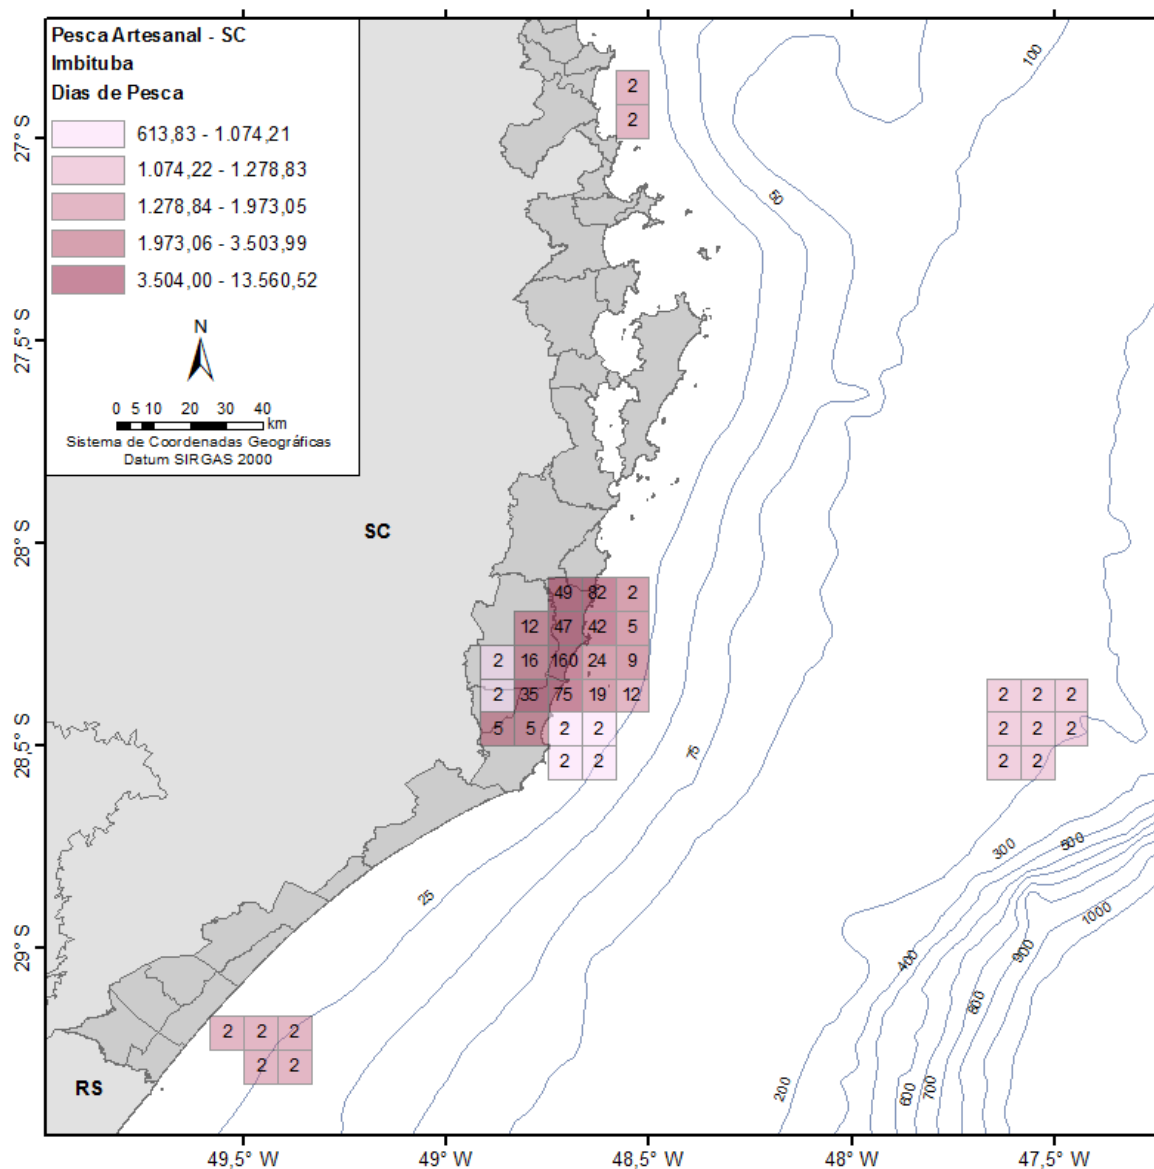 Pesca Artesanal - SC
Imbituba
Dias de Pesca
613,83 - 1.074,21
1.074,22 - 1.278,83
1.278,84 - 1.973,05
1.973,06 - 3.503,99
3.504,00 - 13.560,52
N
0 5 10 20 30 40
km
Sistema de Coordenadas Geográficas
Datum SIRGAS 2000
100
2
2
27° S
50
27,5° S
SC
28° S
49 82 2
12 47 42 5
2 16 160 24 9
2 35 75 19 12
5 5 2 2
2 2
2 2 2
2 2 2
2 2
28,5° S
75
300
500
25
1000
29° S
400
900
800
200
600
700
2 2 2
2 2
RS
49,5° W
49° W
48,5° W
48° W
47,5° W